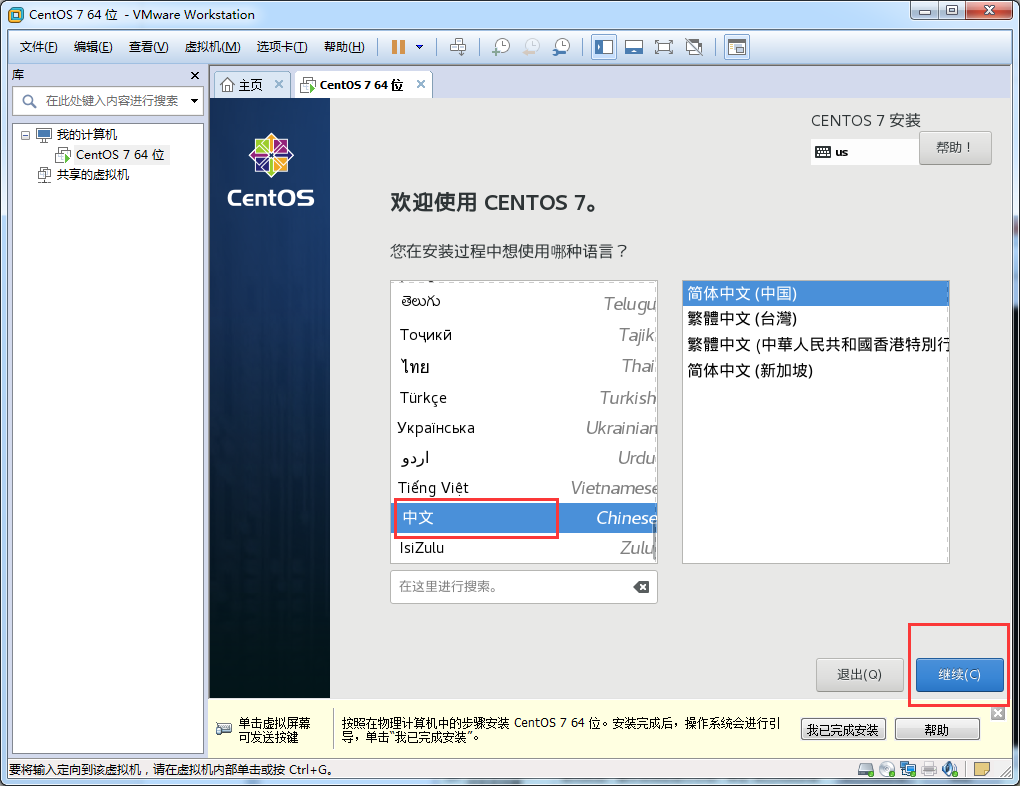 CentOS 7 64 位 - VMware Workstation
文件(F) 编辑(E) 查看(V) 虚拟机(M) 选项卡(T) 帮助(H)
库
在此处键入内容进行搜索
我的计算机
CentOS 7 64 位
共享的虚拟机
主页
CentOS 7 64 位
CentOS
CENTOS 7 安装
us
帮助！
欢迎使用 CENTOS 7。
您在安装过程中想使用哪种语言？
తెలుగు Telugu
Тоҷикӣ Tajik
ไทย Thai
Türkçe Turkish
Українська Ukrainian
اردو Urdu
Tiếng Việt Vietnamese
中文 Chinese
IsiZulu Zulu
在这里进行搜索。
简体中文 (中国)
繁體中文 (台灣)
繁體中文 (中華人民共和國香港特別行
简体中文 (新加坡)
退出(Q)
继续(C)
单击虚拟屏幕
可发送按键
按照在物理计算机中的步骤安装 CentOS 7 64 位。安装完成后，操作系统会进行引
导，单击“我已完成安装”。
我已完成安装
帮助
要将输入定向到该虚拟机，请在虚拟机内部单击或按 Ctrl+G。